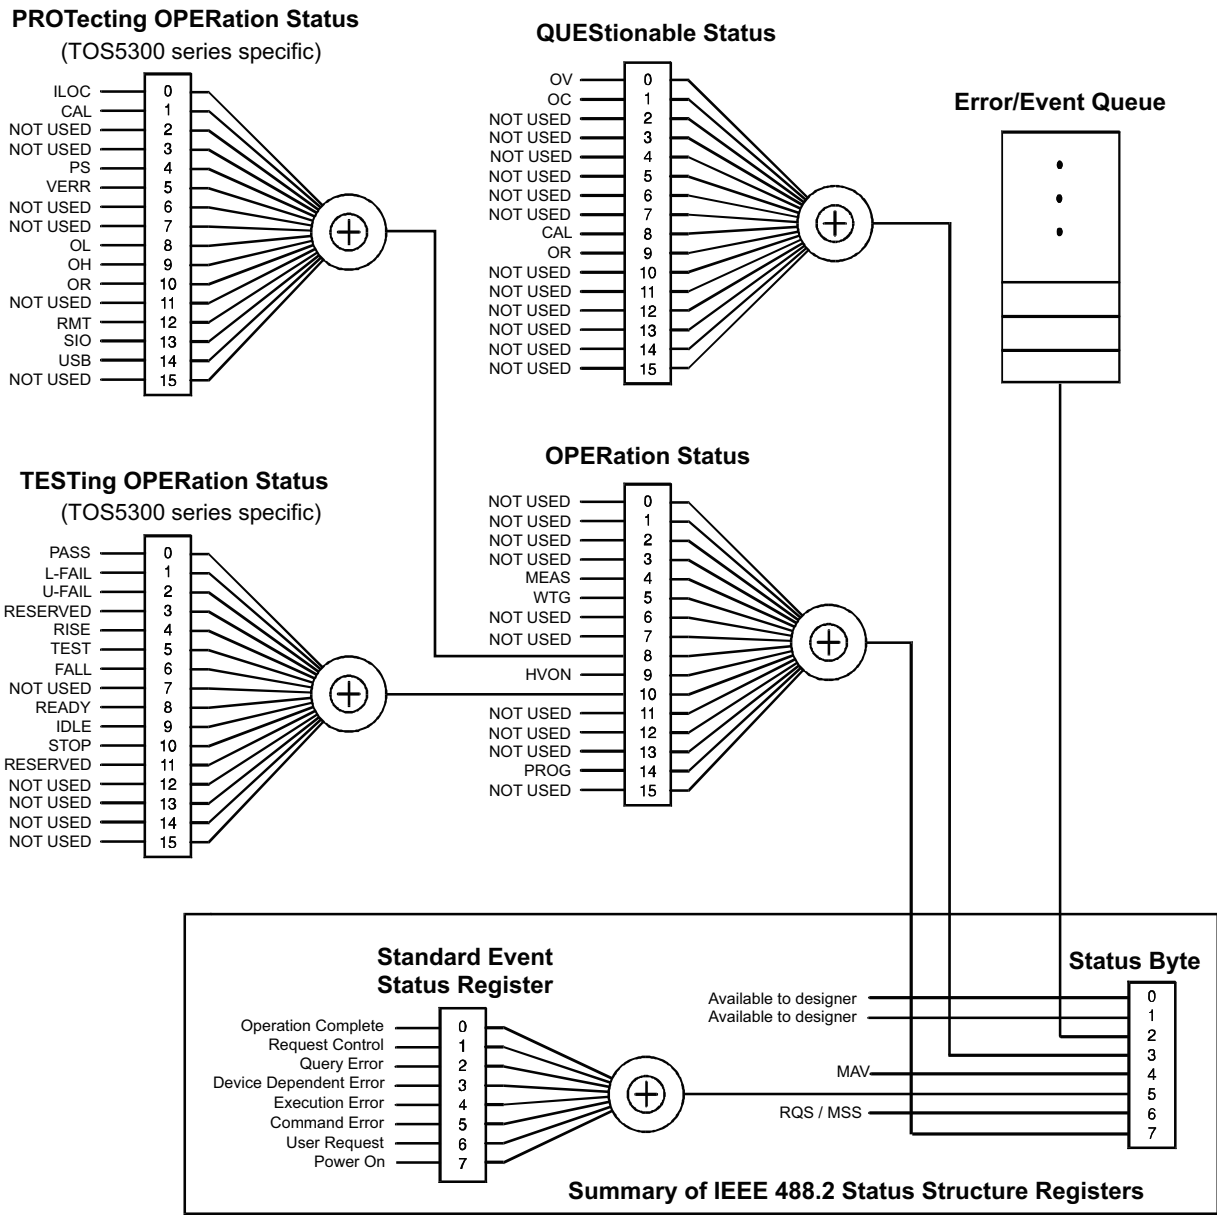 PROTecting OPERation Status
(TOS5300 series specific)
ILOC 0
CAL 1
NOT USED 2
NOT USED 3
PS 4
VERR 5
NOT USED 6
NOT USED 7
OL 8
OH 9
OR 10
NOT USED 11
RMT 12
SIO 13
USB 14
NOT USED 15
QUEStionable Status
OV 0
OC 1
NOT USED 2
NOT USED 3
NOT USED 4
NOT USED 5
NOT USED 6
NOT USED 7
CAL 8
OR 9
NOT USED 10
NOT USED 11
NOT USED 12
NOT USED 13
NOT USED 14
NOT USED 15
Error/Event Queue
TESTing OPERation Status
(TOS5300 series specific)
PASS 0
L-FAIL 1
U-FAIL 2
RESERVED 3
RISE 4
TEST 5
FALL 6
NOT USED 7
READY 8
IDLE 9
STOP 10
RESERVED 11
NOT USED 12
NOT USED 13
NOT USED 14
NOT USED 15
OPERation Status
NOT USED 0
NOT USED 1
NOT USED 2
NOT USED 3
MEAS 4
WTG 5
NOT USED 6
NOT USED 7
8
HVON 9
10
NOT USED 11
NOT USED 12
NOT USED 13
PROG 14
NOT USED 15
Standard Event
Status Register
Operation Complete 0
Request Control 1
Query Error 2
Device Dependent Error 3
Execution Error 4
Command Error 5
User Request 6
Power On 7
Status Byte
Available to designer 0
Available to designer 1
2
3
MAV 4
5
RQS / MSS 6
7
Summary of IEEE 488.2 Status Structure Registers